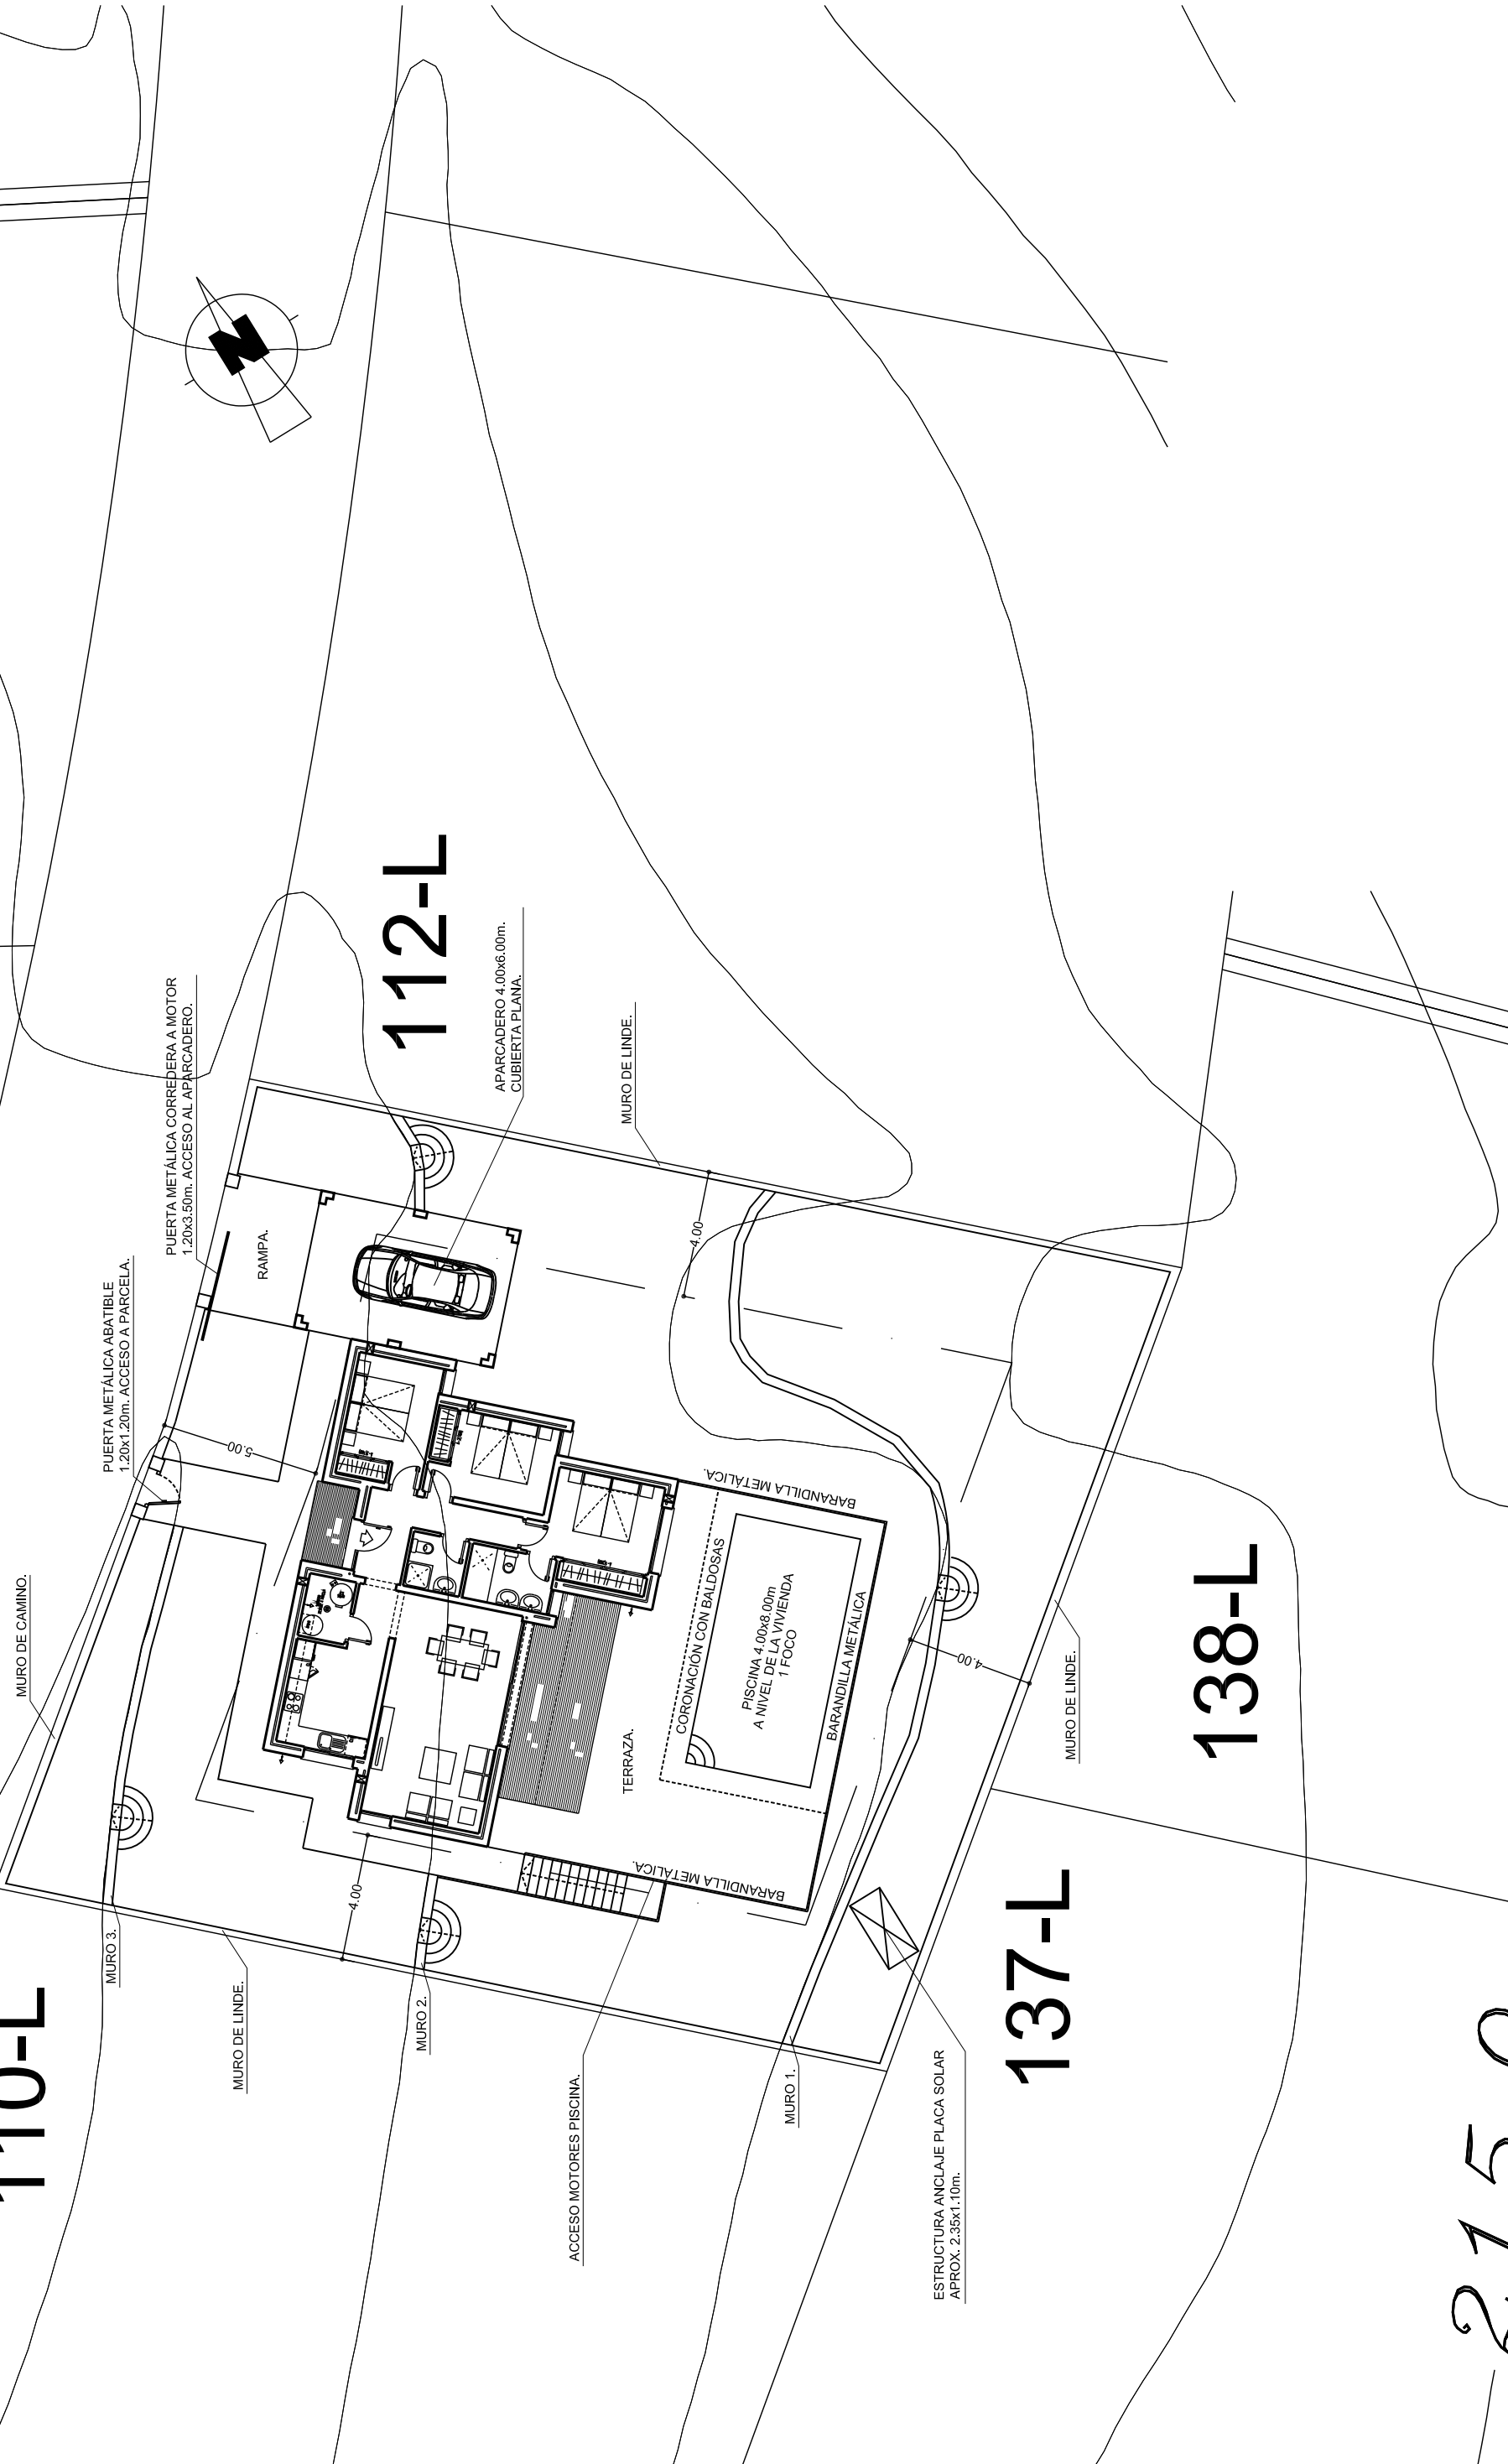 MURO DE CAMINO.
PUERTA METÁLICA ABATIBLE
1.20x1.20m. ACCESO A PARCELA.
PUERTA METÁLICA CORREDERA A MOTOR
1.20x3.50m. ACCESO AL APARCADERO.
N
RAMPA.
112-L
APARCADERO 4.00x6.00m.
CUBIERTA PLANA.
MURO DE LINDE.
5.00
4.00
BARANDILLA METÁLICA.
CORONACIÓN CON BALDOSAS
PISCINA 4.00x8.00m
A NIVEL DE LA VIVIENDA
1 FOCO
BARANDILLA METÁLICA
TERRAZA.
BARANDILLA METÁLICA.
4.00
MURO DE LINDE.
138-L
4.00
110-L
MURO 3.
MURO DE LINDE.
MURO 2.
ACCESO MOTORES PISCINA.
MURO 1.
137-L
ESTRUCTURA ANCLAJE PLACA SOLAR
APROX. 2.35x1.10m.
215